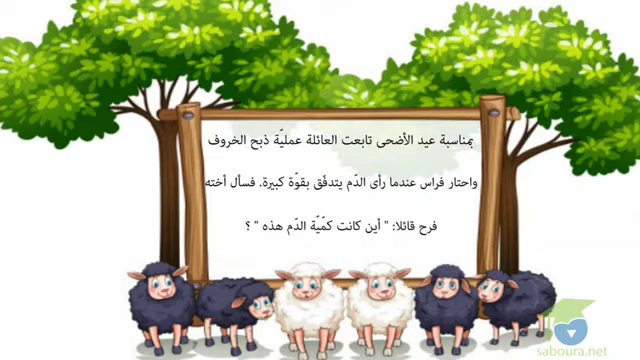 بمناسبة عيد الأضحى تابعت العائلة عمليّة ذبح الخروف
واحتار فراس عندما رأى الدّم يتدفّق بقوّة كبيرة. فسأل أخته
فرح قائلا: " أين كانت كمّيّة الدّم هذه " ؟
saboura.net